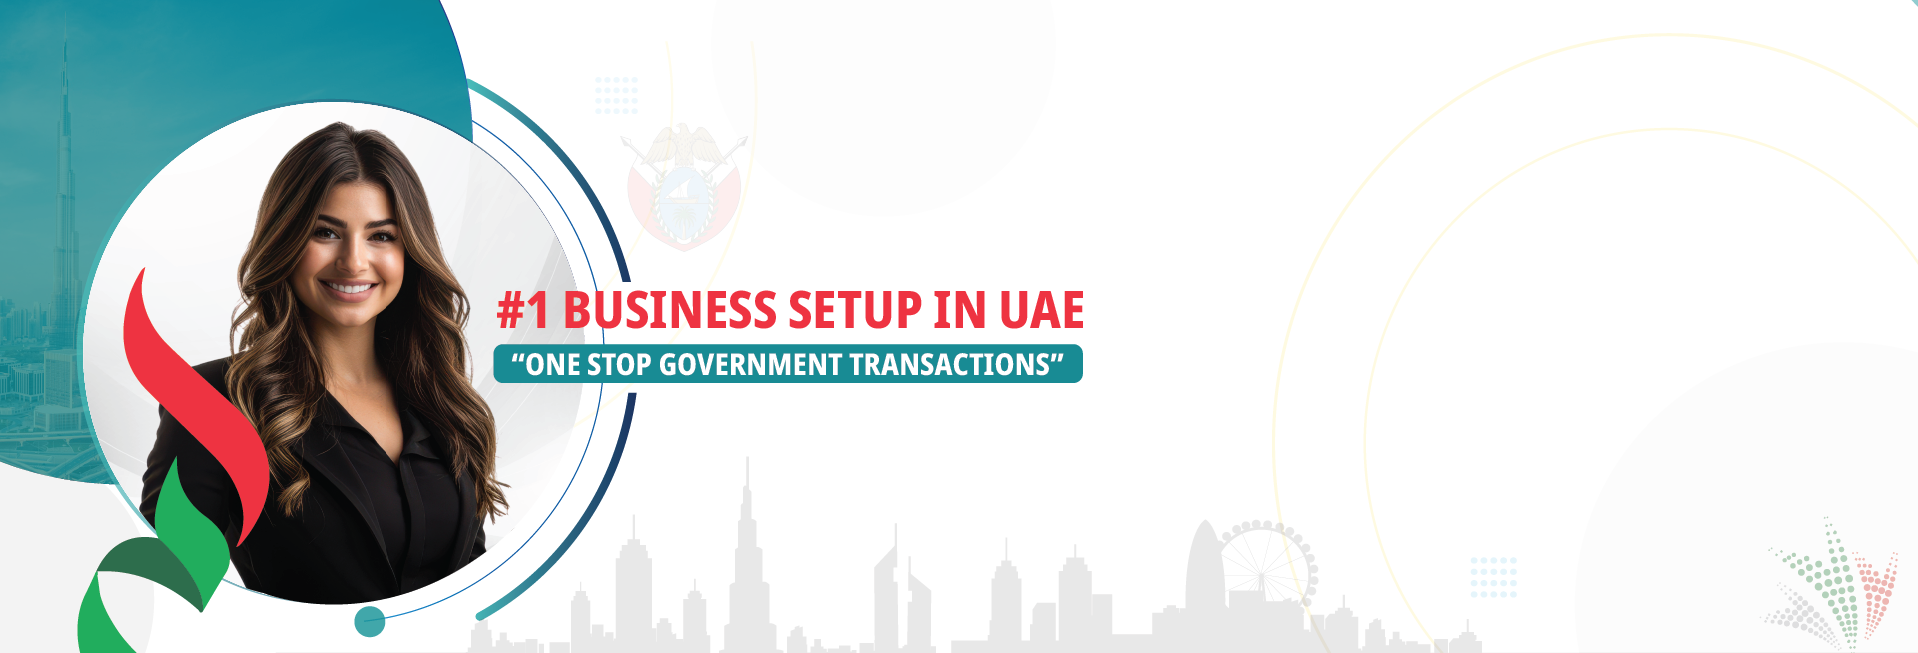 #1 BUSINESS SETUP IN UAE
“ONE STOP GOVERNMENT TRANSACTIONS”